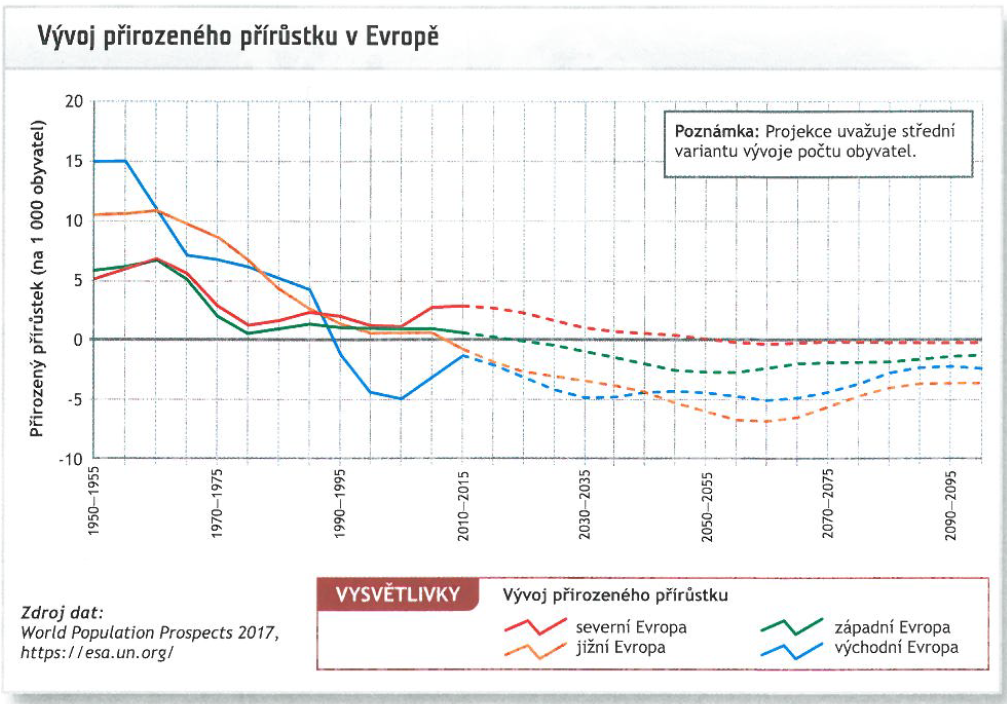 Vývoj přirozeného přírůstku v Evropě
Přirozený přírůstek (na 1 000 obyvatel)
20
15
10
5
0
-5
-10
Poznámka: Projekce uvažuje střední
variantu vývoje počtu obyvatel.
1950–1955
1970–1975
1990–1995
2010–2015
2030–2035
2050–2055
2070–2075
2090–2095
Zdroj dat:
World Population Prospects 2017,
https://esa.un.org/
VYSVĚTLIVKY
Vývoj přirozeného přírůstku
severní Evropa
západní Evropa
jižní Evropa
východní Evropa